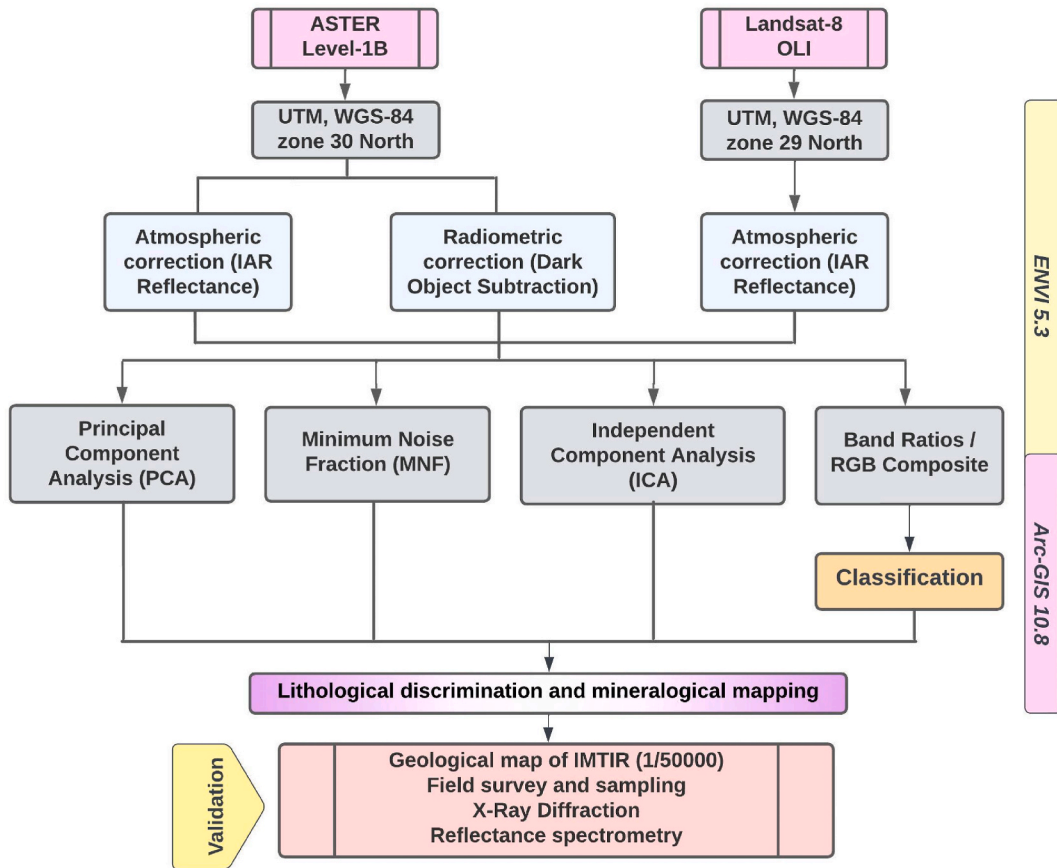 ASTER
Level-1B
Landsat-8
OLI
UTM, WGS-84
zone 30 North
UTM, WGS-84
zone 29 North
Atmospheric
correction (IAR
Reflectance)
Radiometric
correction (Dark
Object Subtraction)
Atmospheric
correction (IAR
Reflectance)
ENVI 5.3
Principal
Component
Analysis (PCA)
Minimum Noise
Fraction (MNF)
Independent
Component Analysis
(ICA)
Band Ratios /
RGB Composite
Classification
Arc-GIS 10.8
Lithological discrimination and mineralogical mapping
Validation
Geological map of IMTIR (1/50000)
Field survey and sampling
X-Ray Diffraction
Reflectance spectrometry